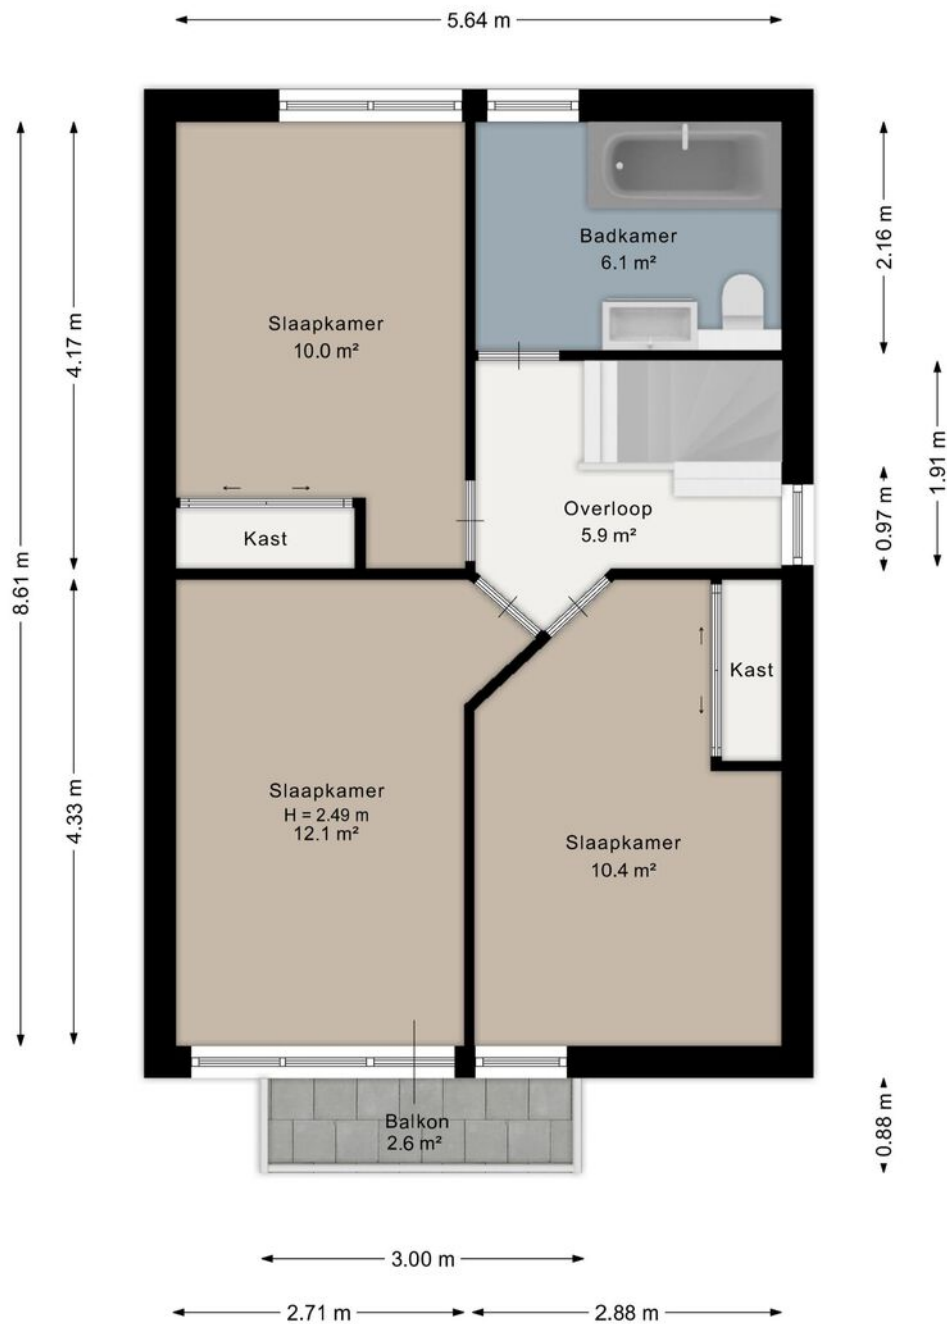 5.64 m
Badkamer
6.1 m²
2.16 m
Slaapkamer
10.0 m²
4.17 m
1.91 m
Overloop
5.9 m²
0.97 m
Kast
8.61 m
Kast
Slaapkamer
H = 2.49 m
12.1 m²
4.33 m
Slaapkamer
10.4 m²
Balkon
2.6 m²
0.88 m
3.00 m
2.71 m
2.88 m